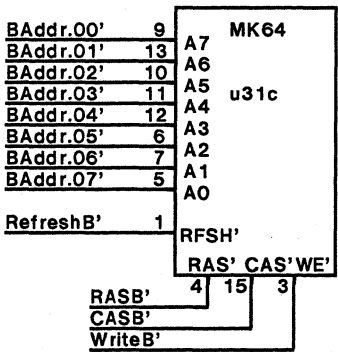 BAddr.00' 9 MK64
A7
BAddr.01' 13
A6
BAddr.02' 10
A5 u31c
BAddr.03' 11
A4
BAddr.04' 12
A3
BAddr.05' 6
A2
BAddr.06' 7
A1
BAddr.07' 5
A0
RefreshB' 1
RFSH'
RAS' CAS' WE'
4 15 3
RASB'
CASB'
WriteB'